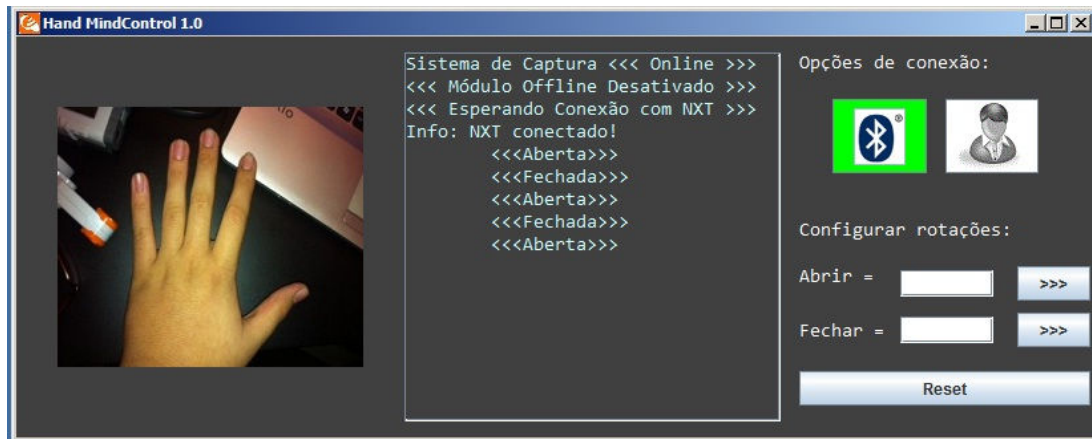 Hand MindControl 1.0
Sistema de Captura <<< Online >>>
<<< Módulo Offline Desativado >>>
<<< Esperando Conexão com NXT >>>
Info: NXT conectado!
<<<Aberta>>>
<<<Fechada>>>
<<<Aberta>>>
<<<Fechada>>>
<<<Aberta>>>
Opções de conexão:
Configurar rotações:
Abrir = >>>
Fechar = >>>
Reset